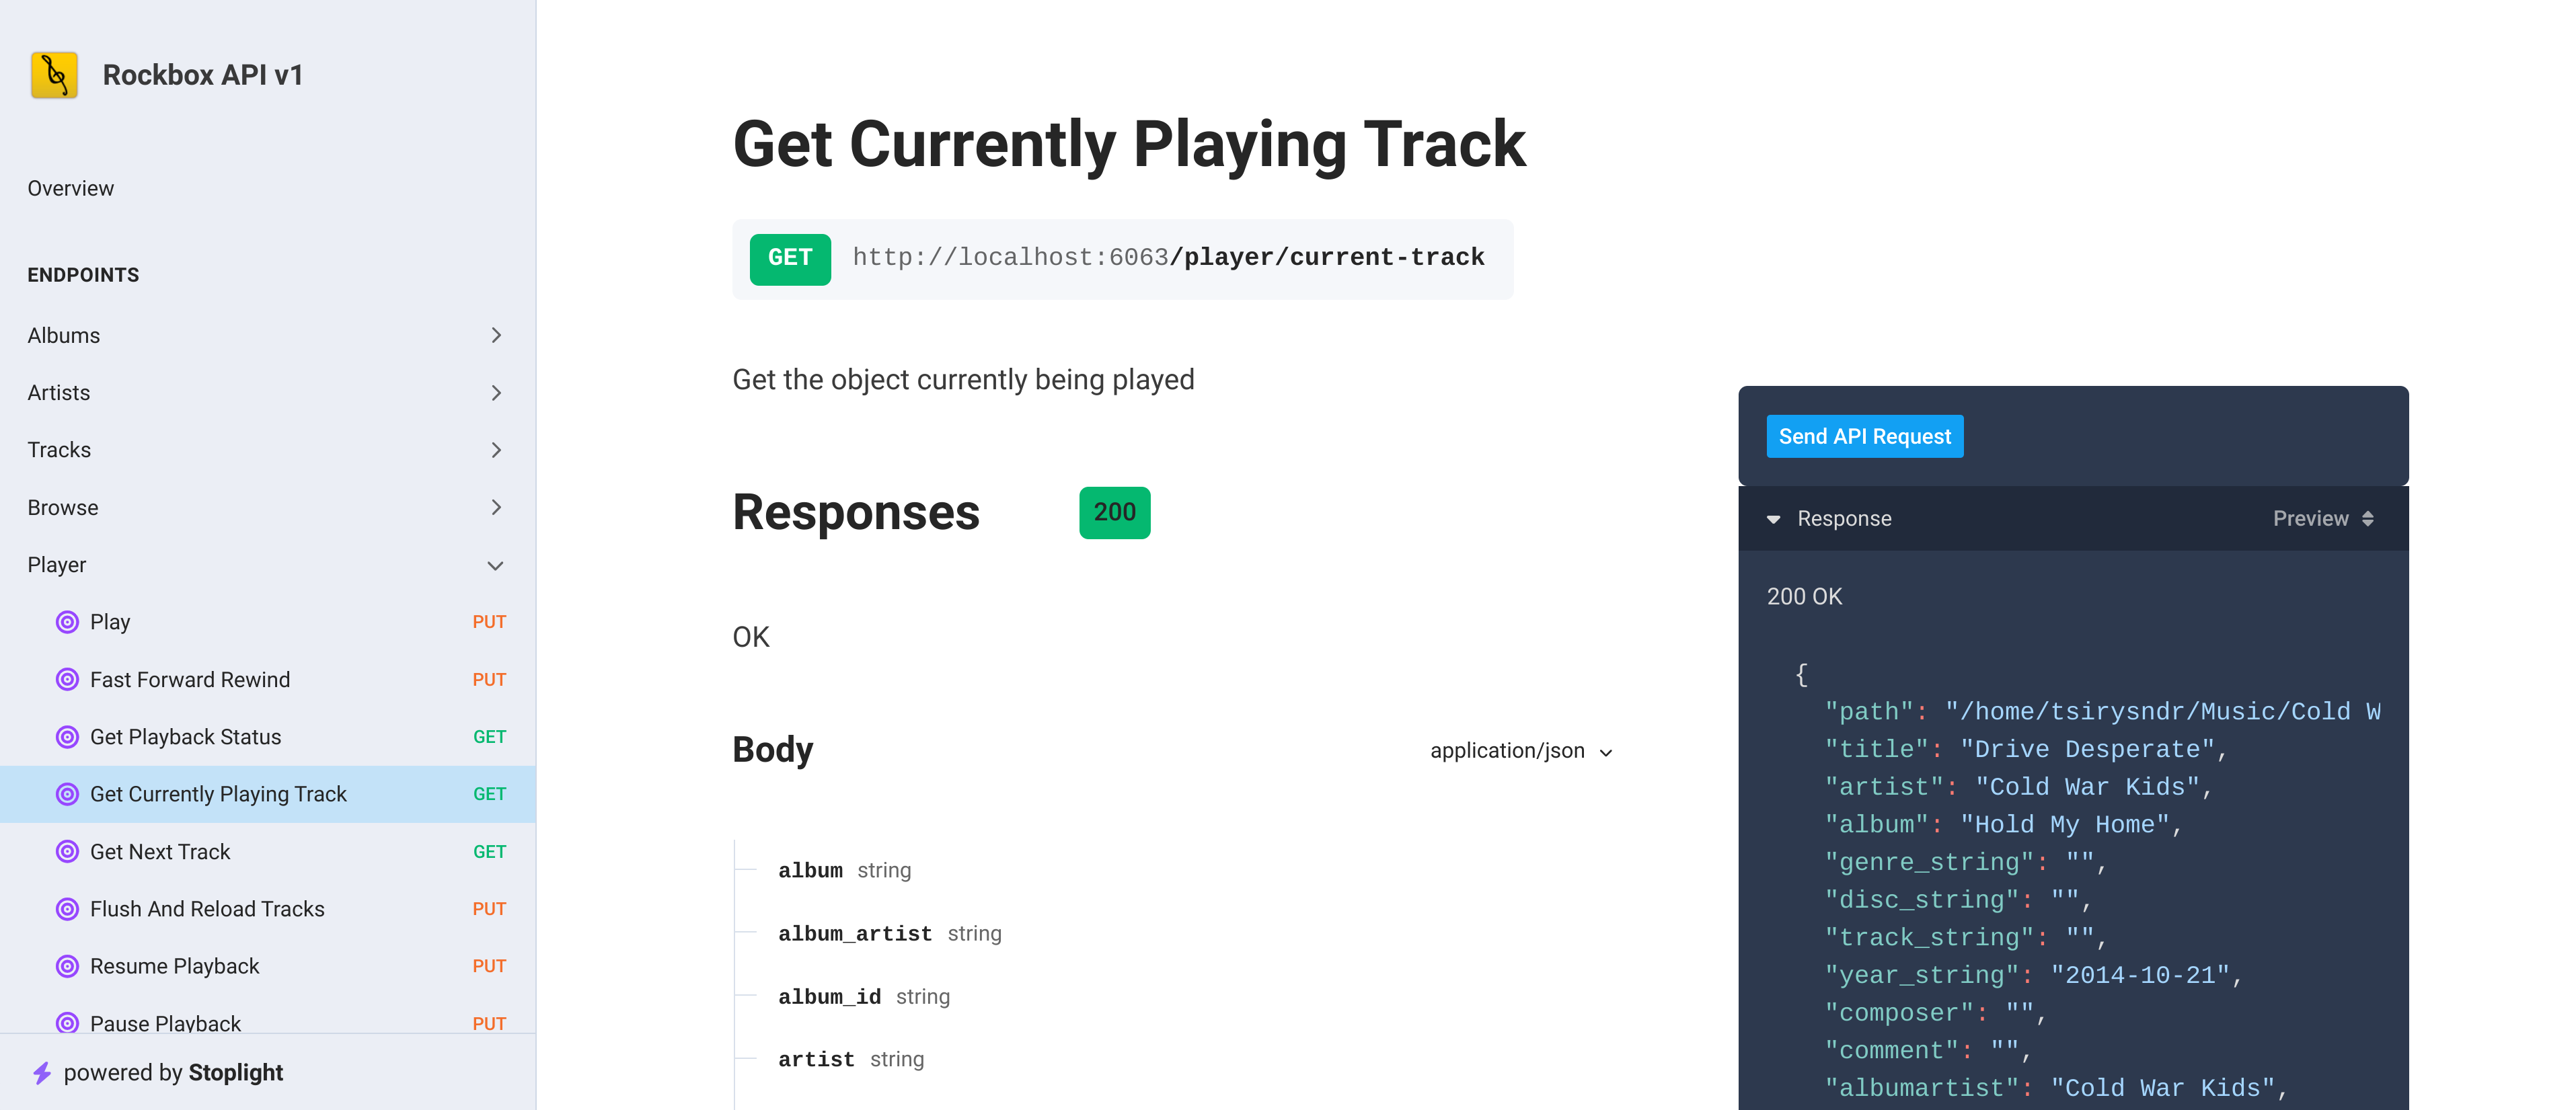 Rockbox API v1
Overview
ENDPOINTS
Albums
Artists
Tracks
Browse
Player
Play PUT
Fast Forward Rewind PUT
Get Playback Status GET
Get Currently Playing Track GET
Get Next Track GET
Flush And Reload Tracks PUT
Resume Playback PUT
Pause Playback PUT
powered by Stoplight
Get Currently Playing Track
GET http://localhost:6063/player/current-track
Get the object currently being played
Responses 200
OK
Body application/json
album string
album_artist string
album_id string
artist string
Send API Request
Response Preview
200 OK
{
"path": "/home/tsirysndr/Music/Cold W
"title": "Drive Desperate",
"artist": "Cold War Kids",
"album": "Hold My Home",
"genre_string": "",
"disc_string": "",
"track_string": "",
"year_string": "2014-10-21",
"composer": "",
"comment": "",
"albumartist": "Cold War Kids",